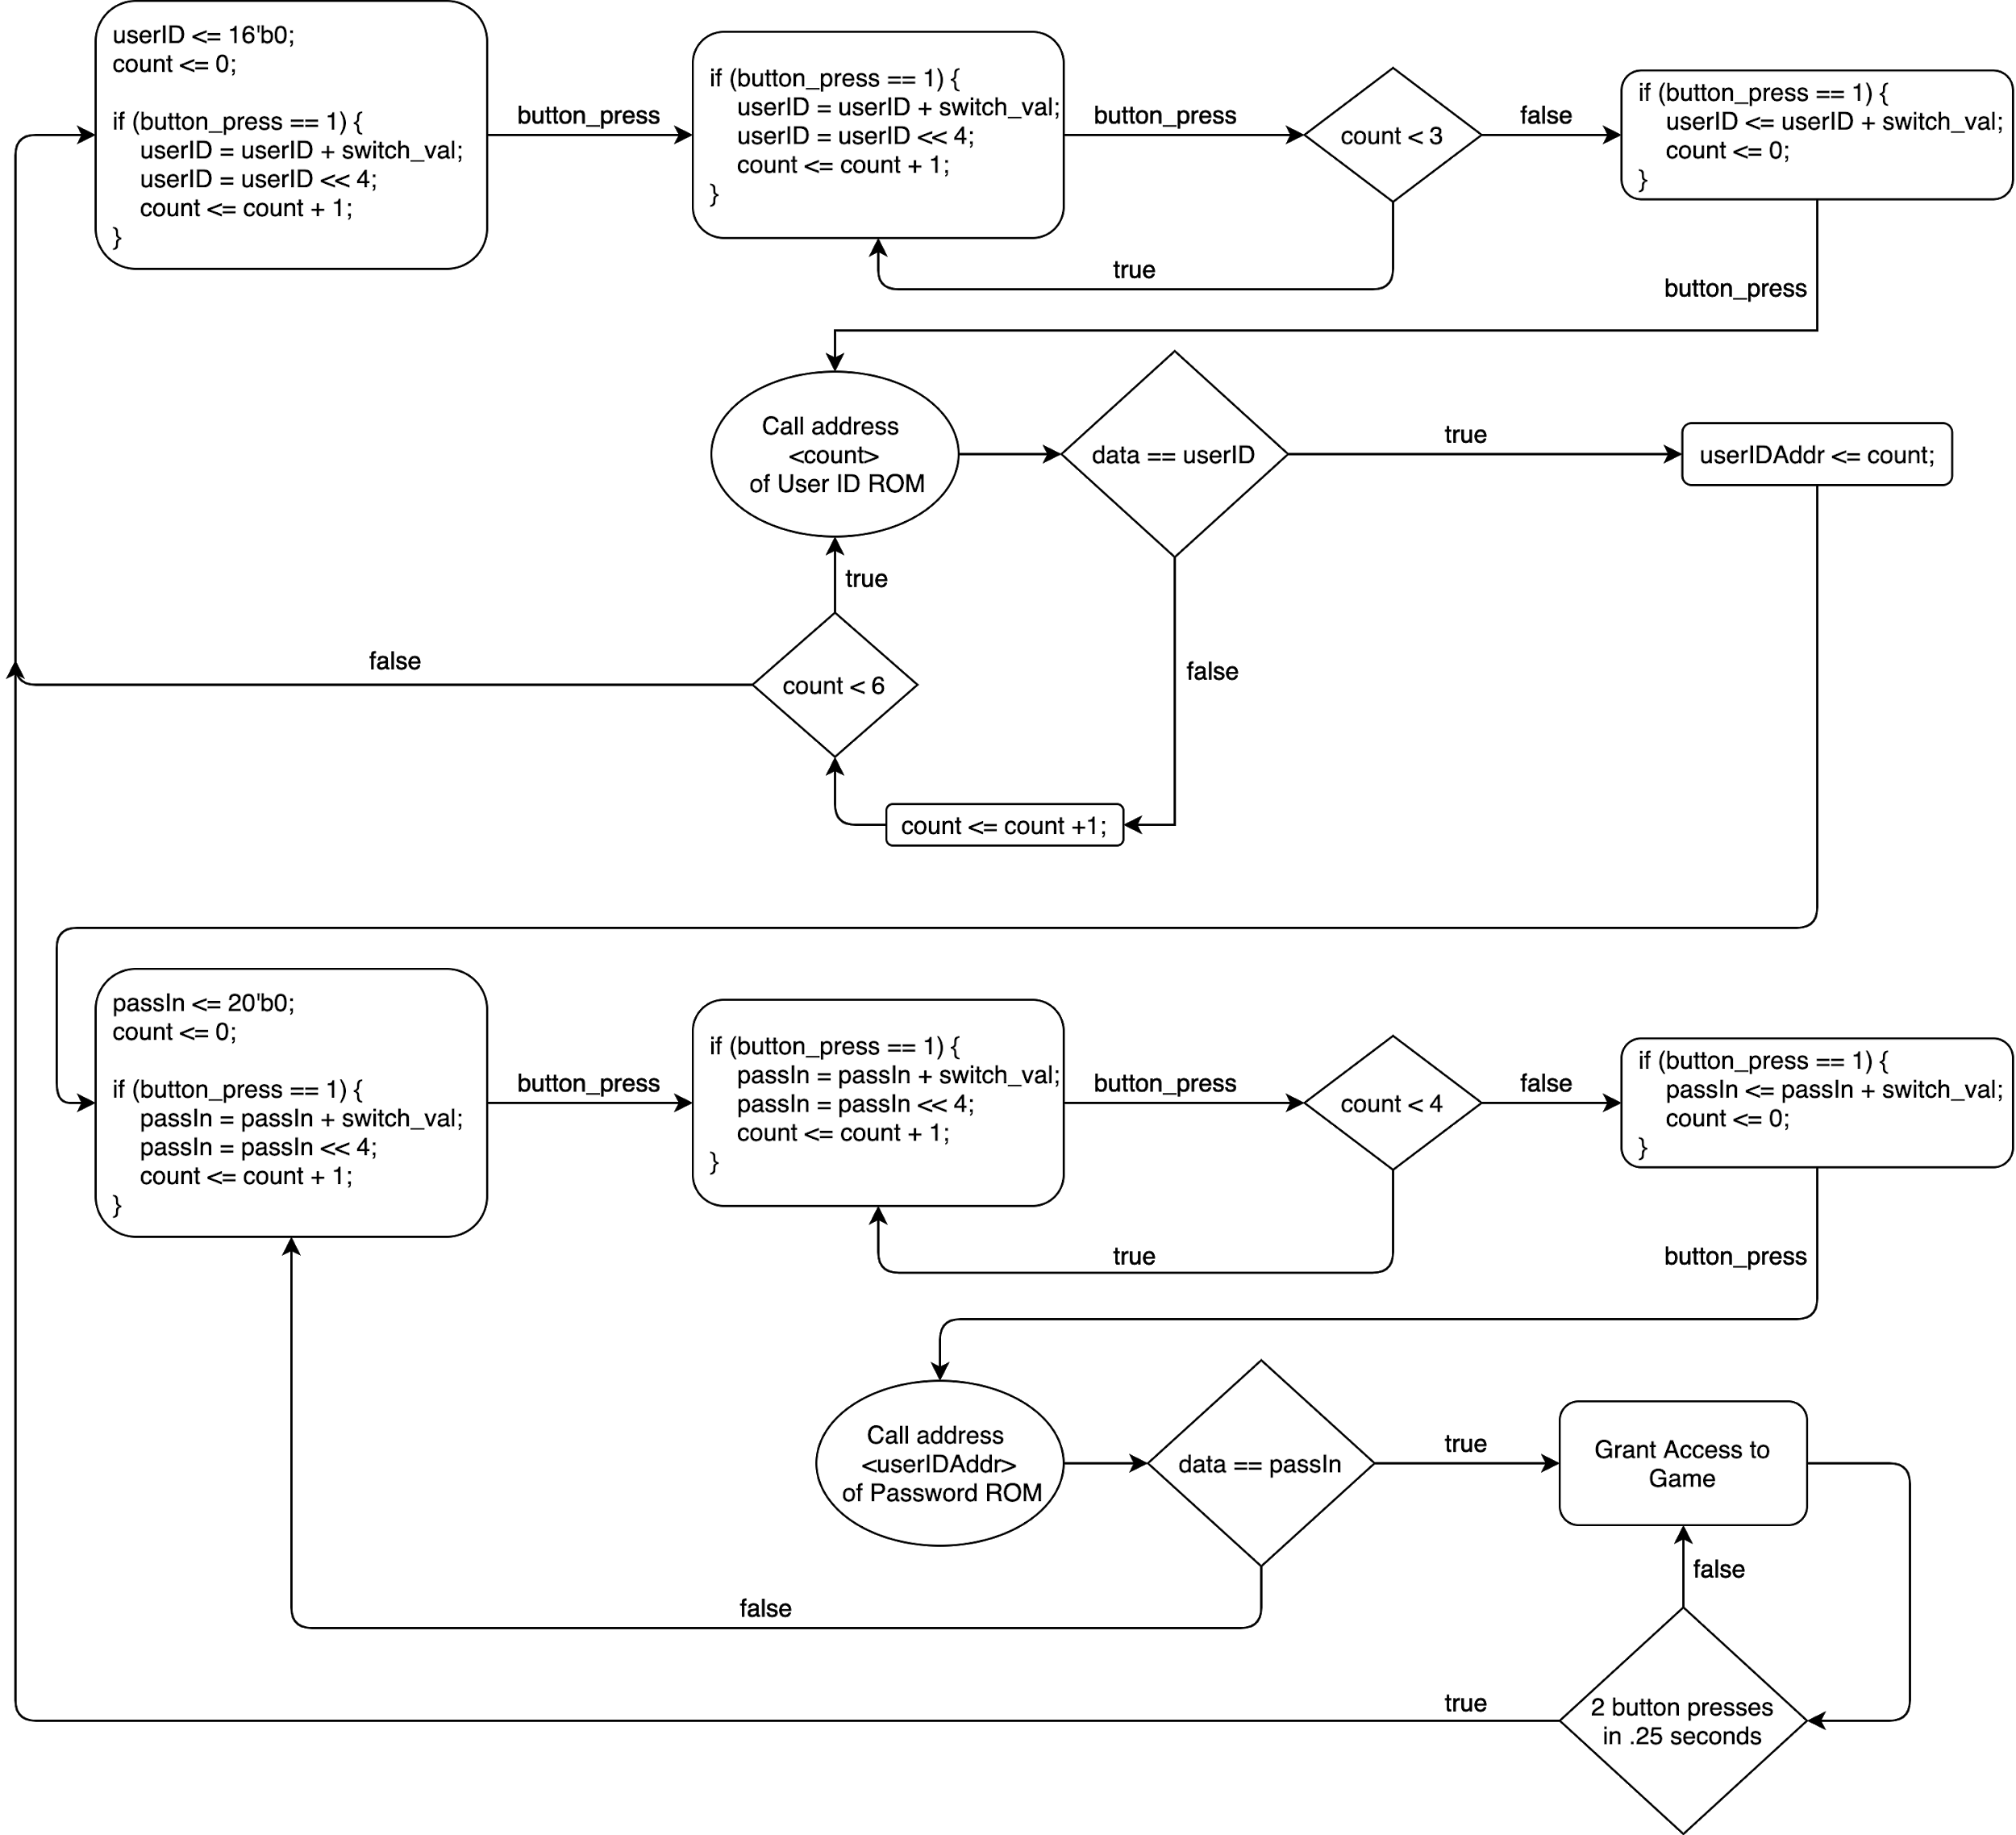 userID <= 16'b0;
count <= 0;
if (button_press == 1) {
userID = userID + switch_val;
userID = userID << 4;
count <= count + 1;
}
button_press
if (button_press == 1) {
userID = userID + switch_val;
userID = userID << 4;
count <= count + 1;
}
button_press
count < 3
false
true
if (button_press == 1) {
userID <= userID + switch_val;
count <= 0;
}
button_press
Call address
<count>
of User ID ROM
data == userID
true
userIDAddr <= count;
false
count <= count +1;
count < 6
true
false
passIn <= 20'b0;
count <= 0;
if (button_press == 1) {
passIn = passIn + switch_val;
passIn = passIn << 4;
count <= count + 1;
}
button_press
if (button_press == 1) {
passIn = passIn + switch_val;
passIn = passIn << 4;
count <= count + 1;
}
button_press
count < 4
false
true
if (button_press == 1) {
passIn <= passIn + switch_val;
count <= 0;
}
button_press
Call address
<userIDAddr>
of Password ROM
data == passIn
true
Grant Access to
Game
false
false
2 button presses
in .25 seconds
true